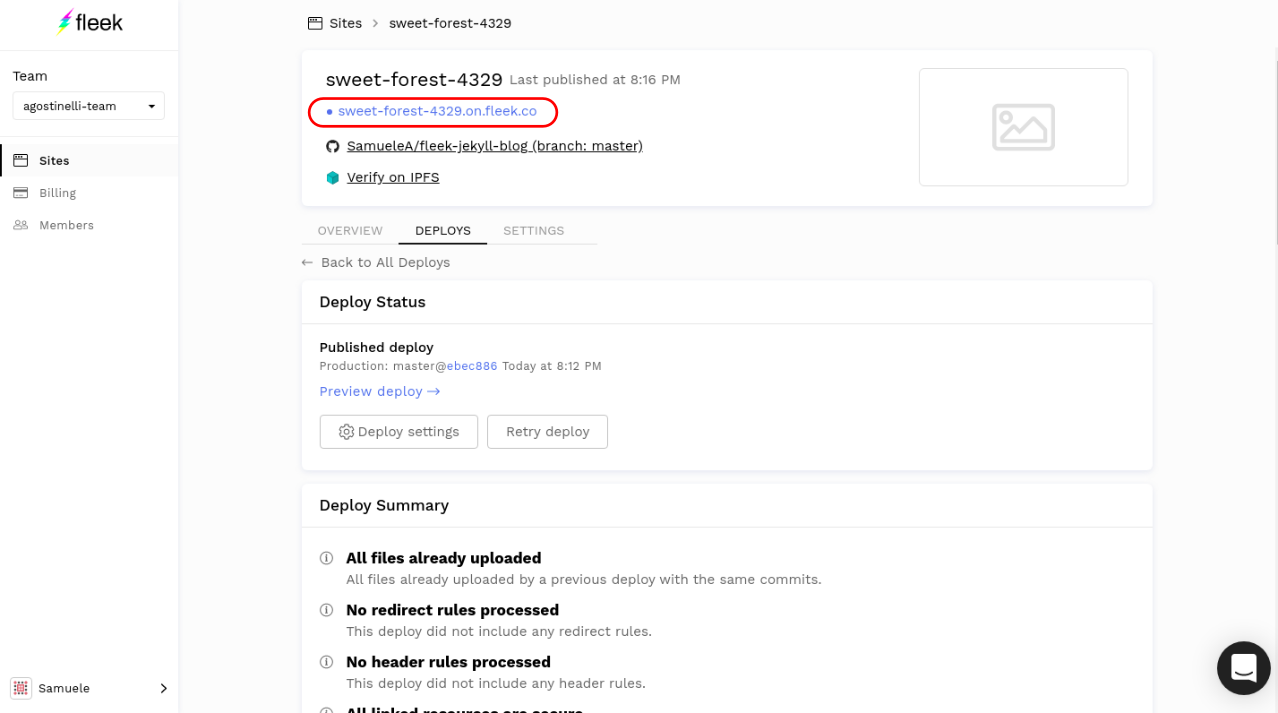 fleek
Team
agostinelli-team
Sites
Billing
Members
Samuele
Sites > sweet-forest-4329
sweet-forest-4329 Last published at 8:16 PM
sweet-forest-4329.on.fleek.co
SamueleA/fleek-jekyll-blog (branch: master)
Verify on IPFS
OVERVIEW DEPLOYS SETTINGS
← Back to All Deploys
Deploy Status
Published deploy
Production: master@ebec886 Today at 8:12 PM
Preview deploy →
Deploy settings Retry deploy
Deploy Summary
All files already uploaded
All files already uploaded by a previous deploy with the same commits.
No redirect rules processed
This deploy did not include any redirect rules.
No header rules processed
This deploy did not include any header rules.
All linked resources are secure